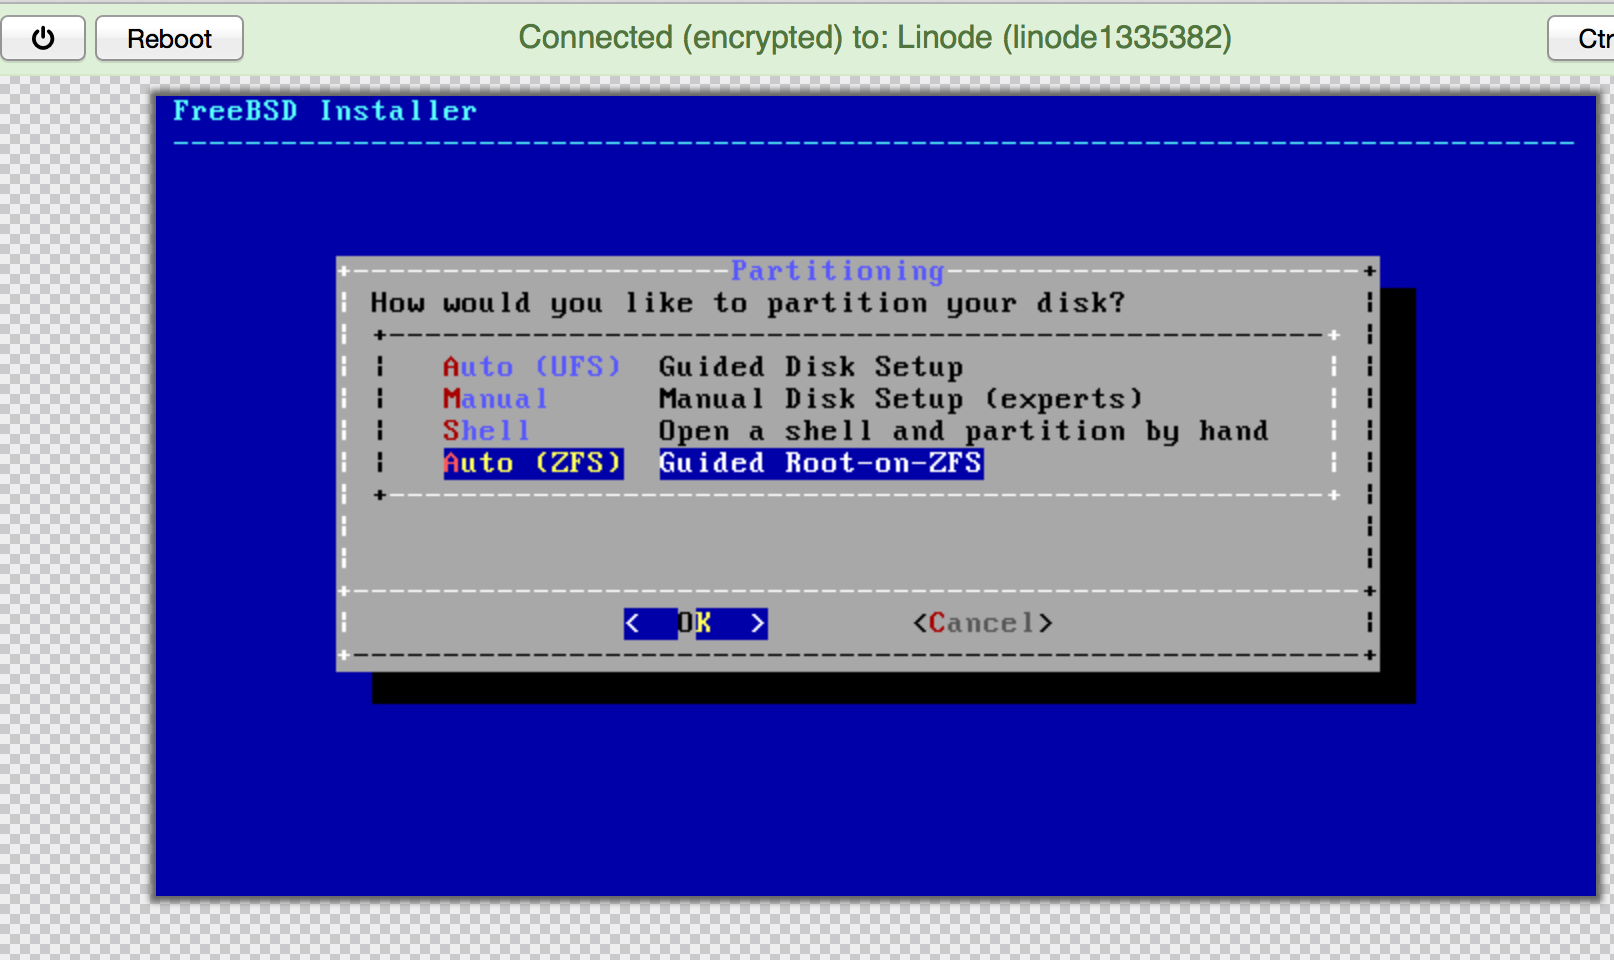 Reboot Connected (encrypted) to: Linode (linode1335382) Ctr
FreeBSD Installer
Partitioning
How would you like to partition your disk?
Auto (UFS) Guided Disk Setup
Manual Manual Disk Setup (experts)
Shell Open a shell and partition by hand
Auto (ZFS) Guided Root-on-ZFS
< OK > <Cancel>